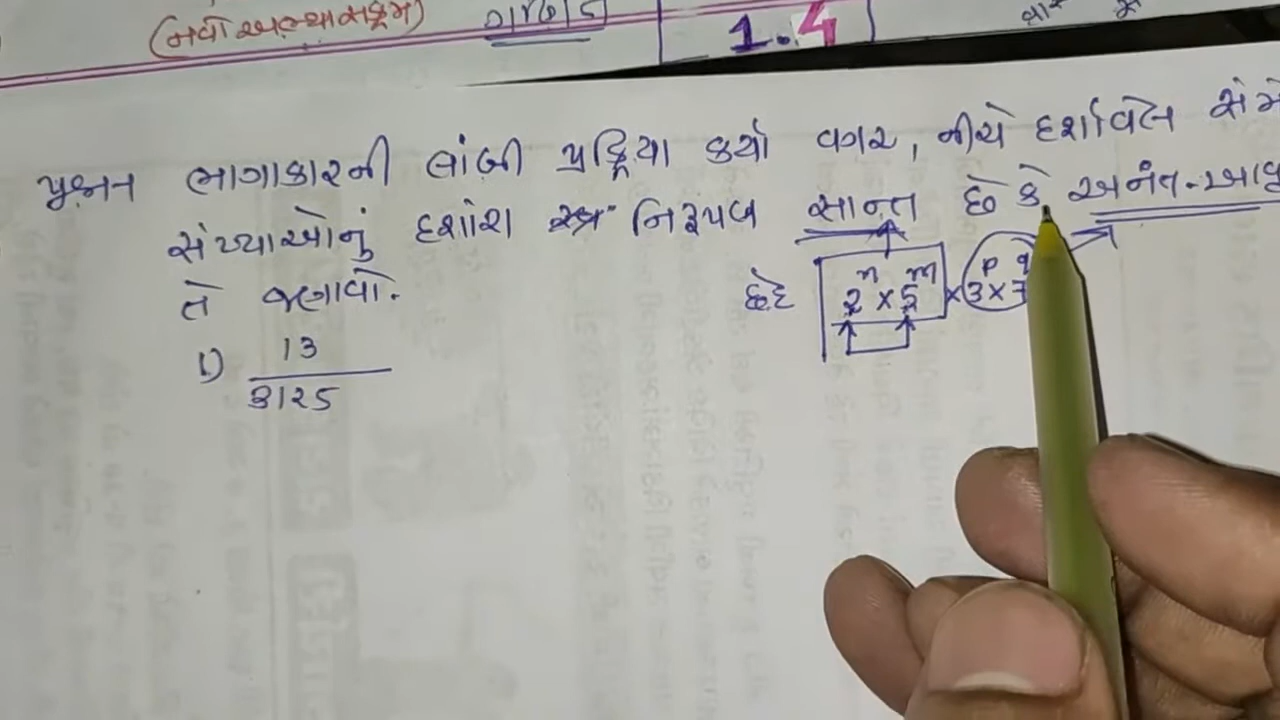 (નવો અભ્યાસક્રમ) ગણિત 1.4
પ્રશ્ન ભાગાકારની લાંબી પ્રક્રિયા કર્યા વગર, નીચે દર્શાવેલ
સંખ્યાઓનું દશાંશ નિરૂપણ સાન્ત છે કે અનંત-
તે જણાવો. છેદ 2ⁿ × 5ᵐ × 3ᵖ × 7
1) 13
3125